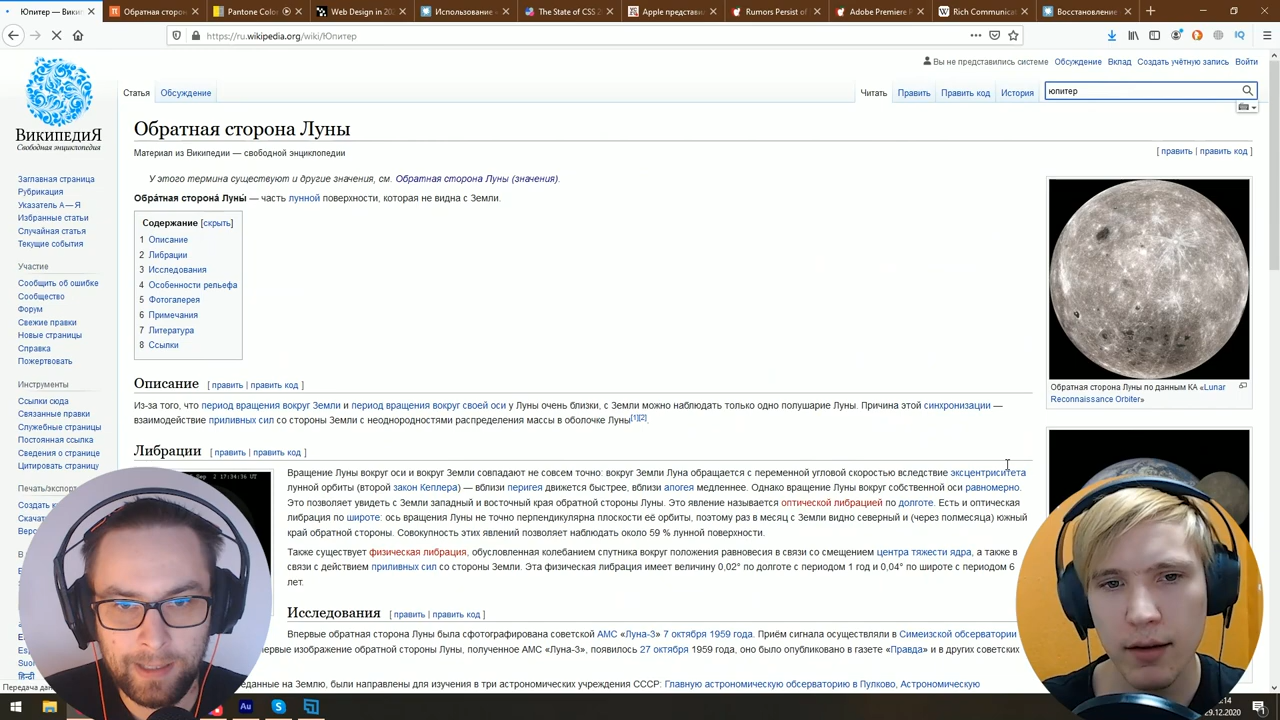 Юпитер — Вики
Обратная сторон
Pantone Color
Web Design in 20
Использование -
The State of CSS 2
Apple представи
Rumors Persist of
Adobe Premiere R
Rich Communicat
Восстановление
https://ru.wikipedia.org/wiki/Юпитер
Вы не представились системе Обсуждение Вклад Создать учётную запись Войти
Статья Обсуждение Читать Править Править код История юпитер
ВИКИПЕДИЯ
Свободная энциклопедия
Обратная сторона Луны
Материал из Википедии — свободной энциклопедии
[ править | править код ]
У этого термина существуют и другие значения, см. Обратная сторона Луны (значения).
Обра́тная сторона́ Луны́ — часть лунной поверхности, которая не видна с Земли.
Содержание [скрыть]
1 Описание
2 Либрации
3 Исследования
4 Особенности рельефа
5 Фотогалерея
6 Примечания
7 Литература
8 Ссылки
Заглавная страница
Рубрикация
Указатель А — Я
Избранные статьи
Случайная статья
Текущие события
Участие
Сообщить об ошибке
Сообщество
Форум
Свежие правки
Новые страницы
Справка
Пожертвовать
Инструменты
Ссылки сюда
Связанные правки
Служебные страницы
Постоянная ссылка
Сведения о странице
Цитировать страницу
Печать/экспорт
Обратная сторона Луны по данным КА «Lunar
Reconnaissance Orbiter»
Описание [ править | править код ]
Из-за того, что период вращения вокруг Земли и период вращения вокруг своей оси у Луны очень близки, с Земли можно наблюдать только одно полушарие Луны. Причина этой синхронизации —
взаимодействие приливных сил со стороны Земли с неоднородностями распределения массы в оболочке Луны[1][2].
Либрации [ править | править код ]
Вращение Луны вокруг оси и вокруг Земли совпадают не совсем точно: вокруг Земли Луна обращается с переменной угловой скоростью вследствие эксцентриситета
лунной орбиты (второй закон Кеплера) — вблизи перигея движется быстрее, вблизи апогея медленнее. Однако вращение Луны вокруг собственной оси равномерно.
Это позволяет увидеть с Земли западный и восточный края обратной стороны Луны. Это явление называется оптической либрацией по долготе. Есть и оптическая
либрация по широте: ось вращения Луны не точно перпендикулярна плоскости её орбиты, поэтому раз в месяц с Земли видно северный и (через полмесяца) южный
край обратной стороны. Совокупность этих явлений позволяет наблюдать около 59 % лунной поверхности.
Также существует физическая либрация, обусловленная колебанием спутника вокруг положения равновесия в связи со смещением центра тяжести ядра, а также в
связи с действием приливных сил со стороны Земли. Эта физическая либрация имеет величину 0,02° по долготе с периодом 1 год и 0,04° по широте с периодом 6
лет.
Исследования [ править | править код ]
Впервые обратная сторона Луны была сфотографирована советской АМС «Луна-3» 7 октября 1959 года. Приём сигнала осуществляли в Симеизской обсерватории
первые изображение обратной стороны Луны, полученное АМС «Луна-3», появилось 27 октября 1959 года, оно было опубликовано в газете «Правда» и в других советских
данные на Землю, были направлены для изучения в три астрономических учреждения СССР: Главную астрономическую обсерваторию в Пулково, Астрономическую
Передача дан
Au
:14
29.12.2020